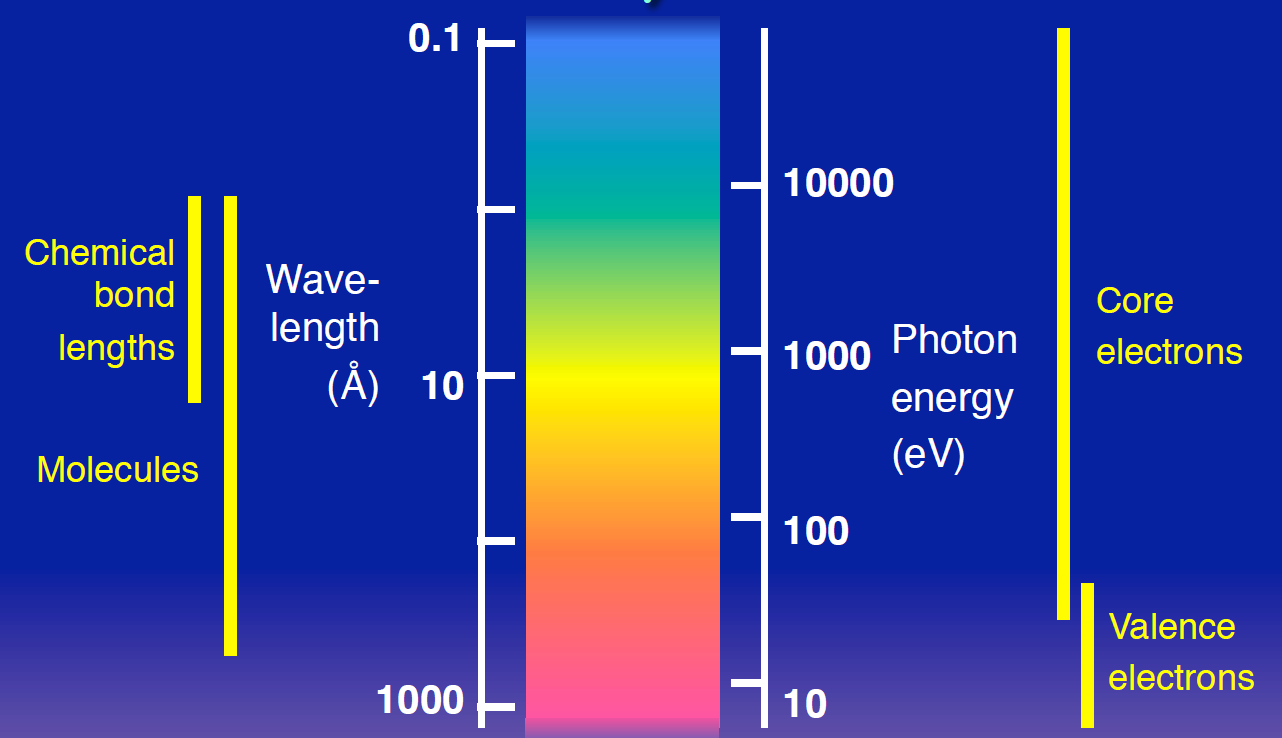 0.1
10
1000
Wave-
length
(Å)
Chemical
bond
lengths
Molecules
10000
1000
100
10
Photon
energy
(eV)
Core
electrons
Valence
electrons